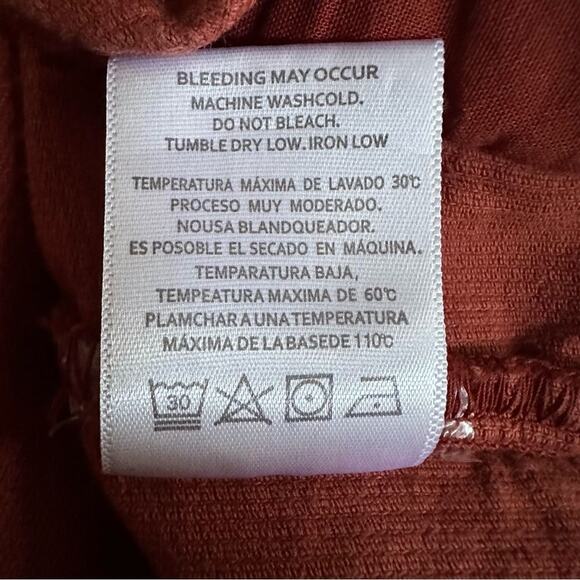 BLEEDING MAY OCCUR
MACHINE WASHCOLD.
DO NOT BLEACH.
TUMBLE DRY LOW. IRON LOW
TEMPERATURA MÁXIMA DE LAVADO 30℃
PROCESO MUY MODERADO.
NOUSA BLANDQUEADOR.
ES POSOBLE EL SECADO EN MÁQUINA.
TEMPARATURA BAJA,
TEMPEATURA MAXIMA DE 60℃
PLAMCHAR A UNA TEMPERATURA
MÁXIMA DE LA BASEDE 110℃
30